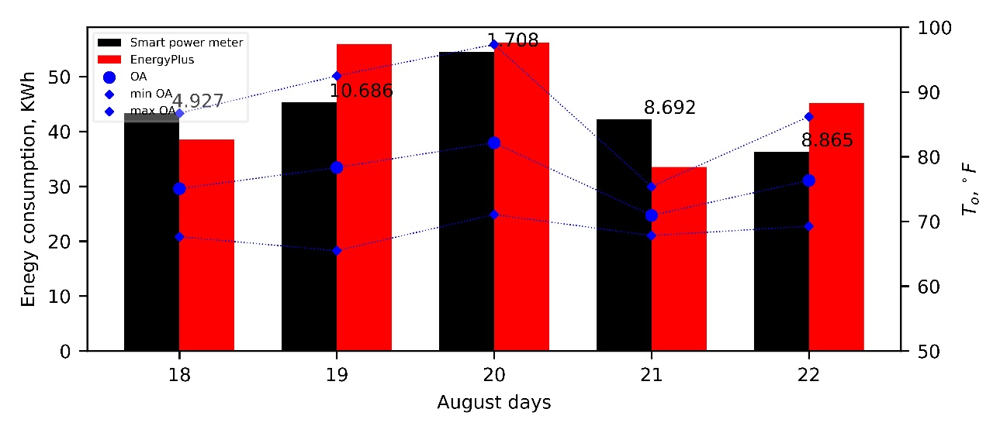 Smart power meter
EnergyPlus
OA
min OA
max OA
4.927
10.686
1.708
8.692
8.865
Enegy consumption, KWh
0
10
20
30
40
50
50
60
70
80
90
100
T_o, °F
18 19 20 21 22
August days